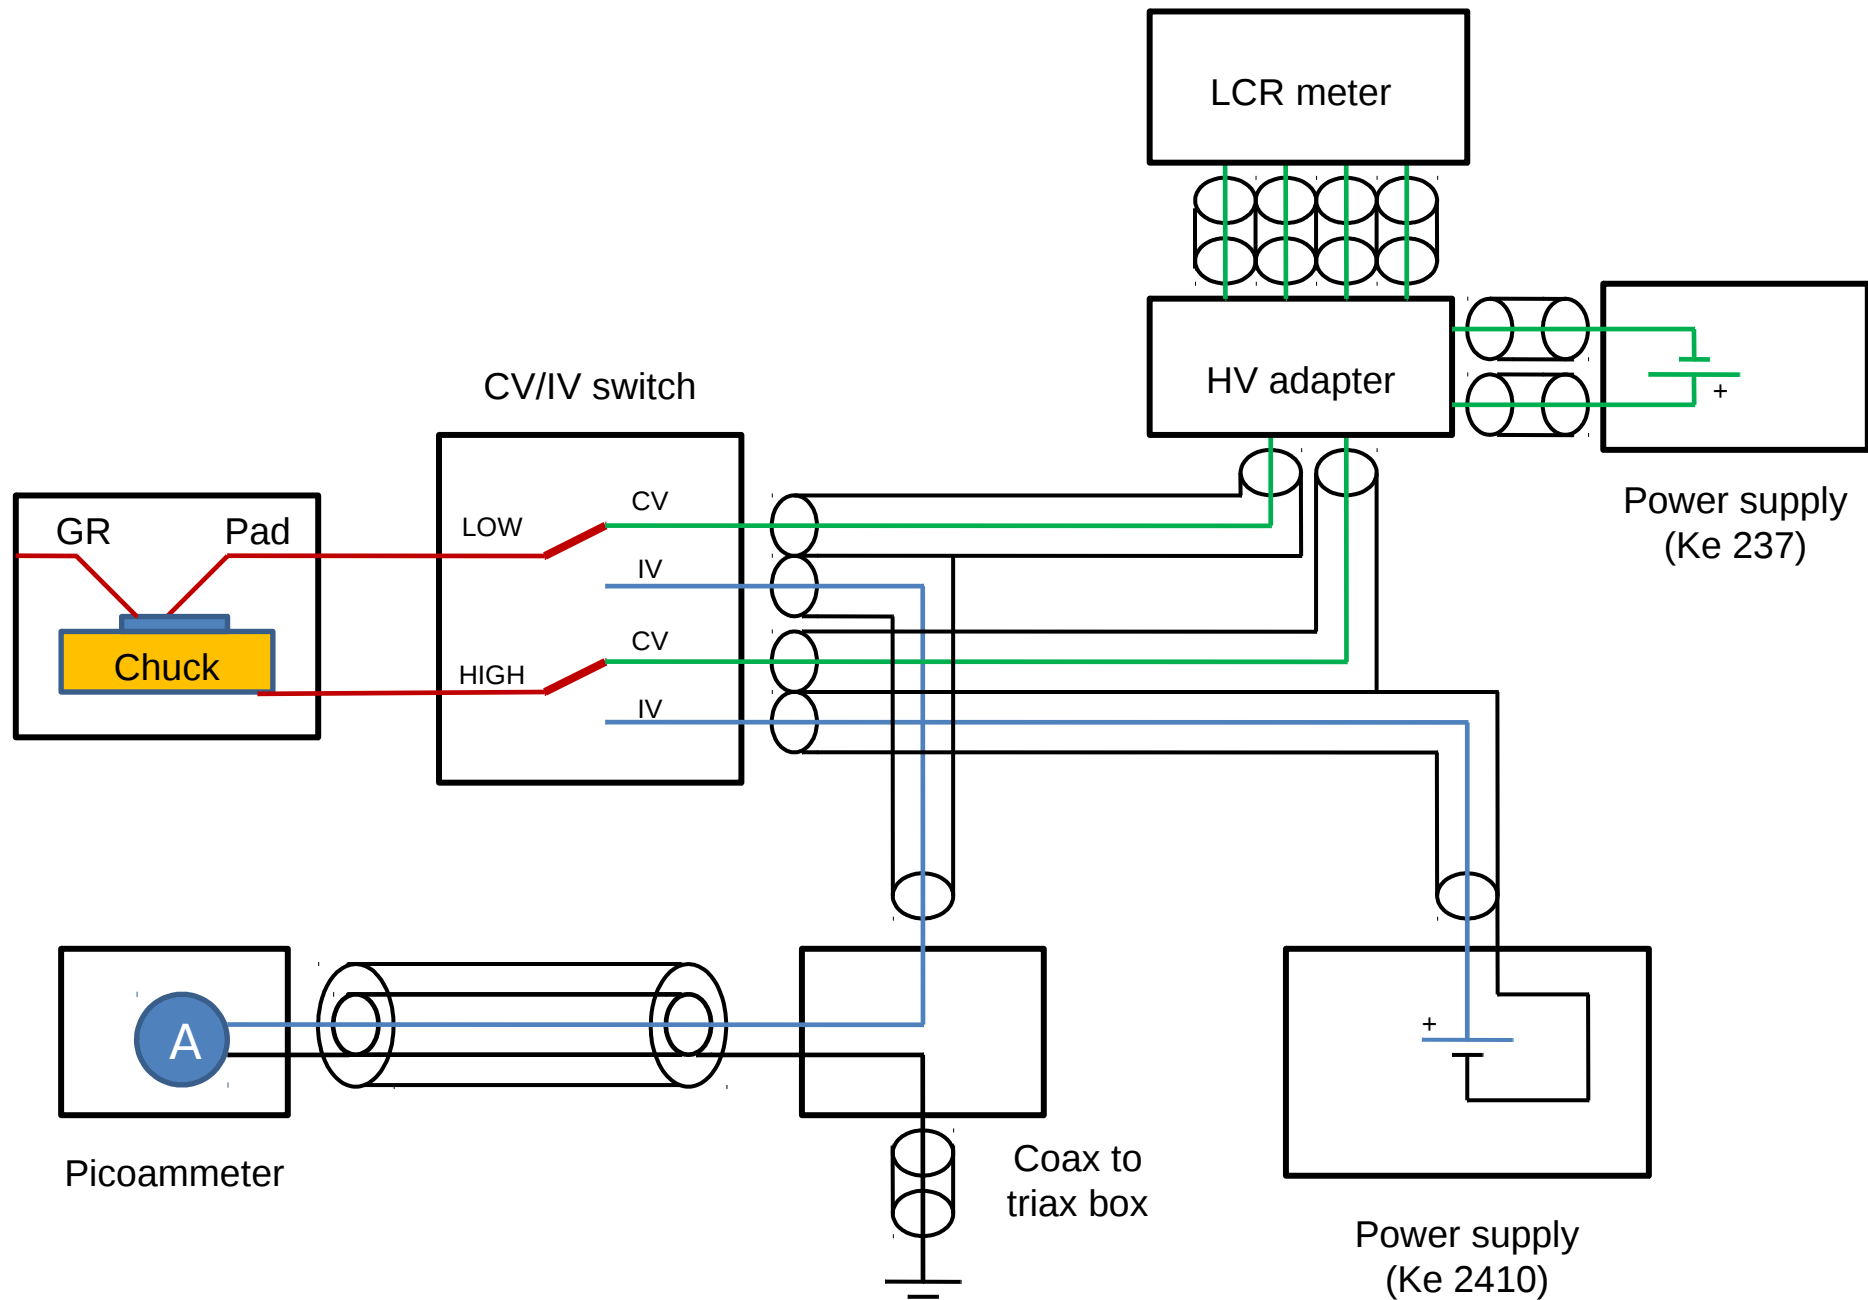 LCR meter
HV adapter
+
Power supply
(Ke 237)
CV/IV switch
GR
Pad
Chuck
LOW
CV
IV
HIGH
CV
IV
A
Picoammeter
Coax to
triax box
+
Power supply
(Ke 2410)